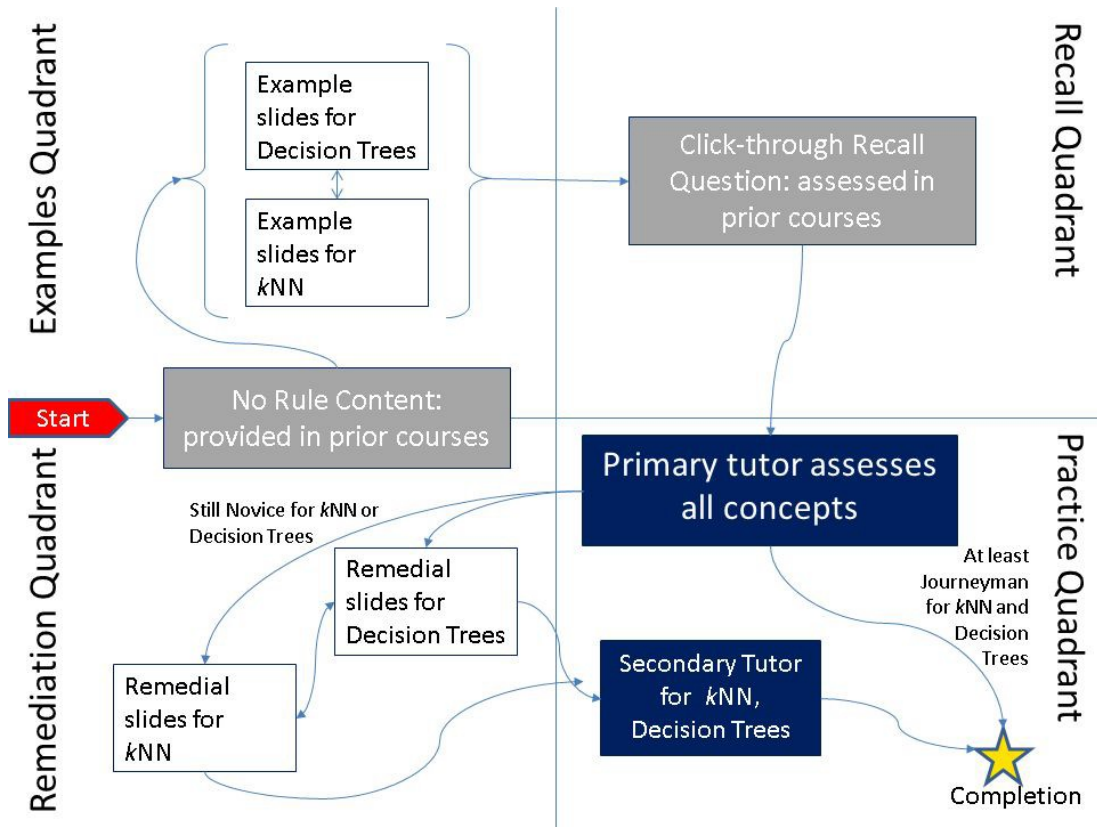 Examples Quadrant
Example
slides for
Decision Trees
Example
slides for
kNN
Recall Quadrant
Click-through Recall
Question: assessed in
prior courses
Start
No Rule Content:
provided in prior courses
Remediation Quadrant
Still Novice for kNN or
Decision Trees
Remedial
slides for
Decision Trees
Remedial
slides for
kNN
Practice Quadrant
Primary tutor assesses
all concepts
At least
Journeyman
for kNN and
Decision
Trees
Secondary Tutor
for kNN,
Decision Trees
Completion